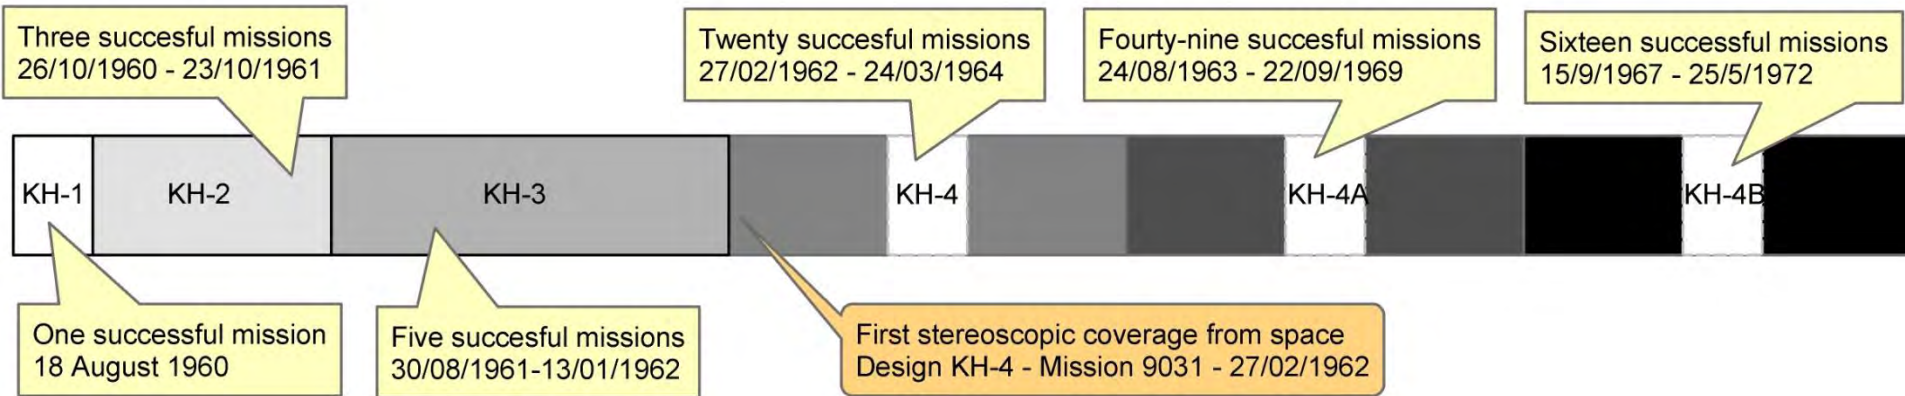 Three succesful missions
26/10/1960 - 23/10/1961
Twenty succesful missions
27/02/1962 - 24/03/1964
Fourty-nine succesful missions
24/08/1963 - 22/09/1969
Sixteen successful missions
15/9/1967 - 25/5/1972
KH-1
KH-2
KH-3
KH-4
KH-4A
KH-4B
One successful mission
18 August 1960
Five succesful missions
30/08/1961-13/01/1962
First stereoscopic coverage from space
Design KH-4 - Mission 9031 - 27/02/1962